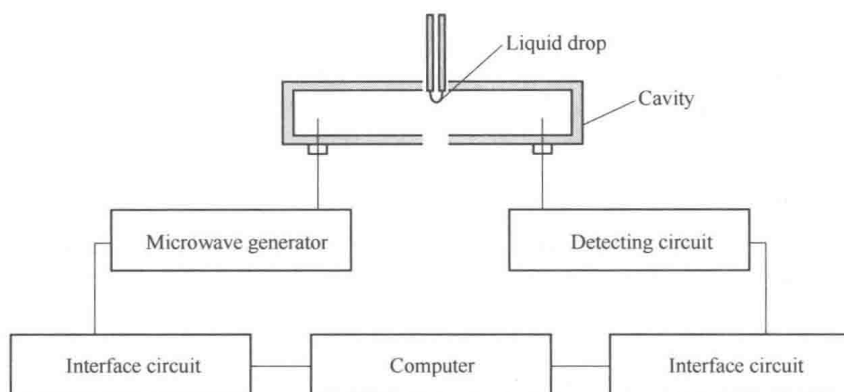 Liquid drop
Cavity
Microwave generator
Detecting circuit
Interface circuit
Computer
Interface circuit